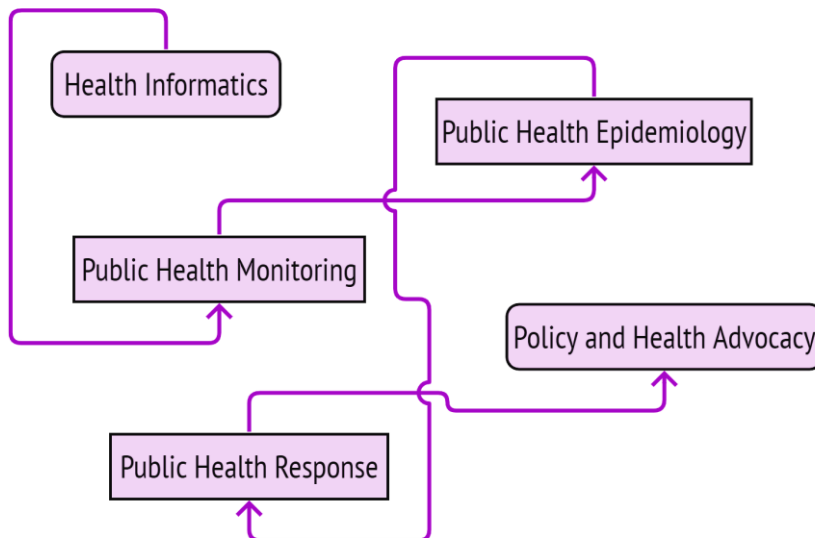 Health Informatics
Public Health Epidemiology
Public Health Monitoring
Policy and Health Advocacy
Public Health Response